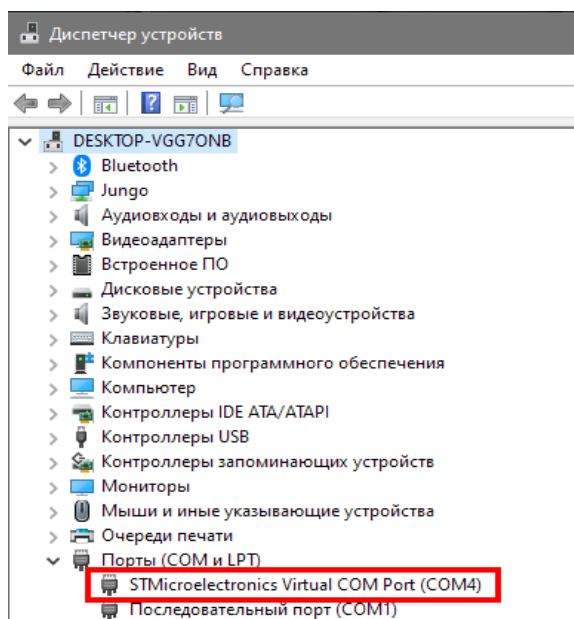 Диспетчер устройств
Файл Действие Вид Справка
DESKTOP-VGG7ONB
Bluetooth
Jungo
Аудиовходы и аудиовыходы
Видеоадаптеры
Встроенное ПО
Дисковые устройства
Звуковые, игровые и видеоустройства
Клавиатуры
Компоненты программного обеспечения
Компьютер
Контроллеры IDE ATA/ATAPI
Контроллеры USB
Контроллеры запоминающих устройств
Мониторы
Мыши и иные указывающие устройства
Очереди печати
Порты (COM и LPT)
STMicroelectronics Virtual COM Port (COM4)
Последовательный порт (COM1)